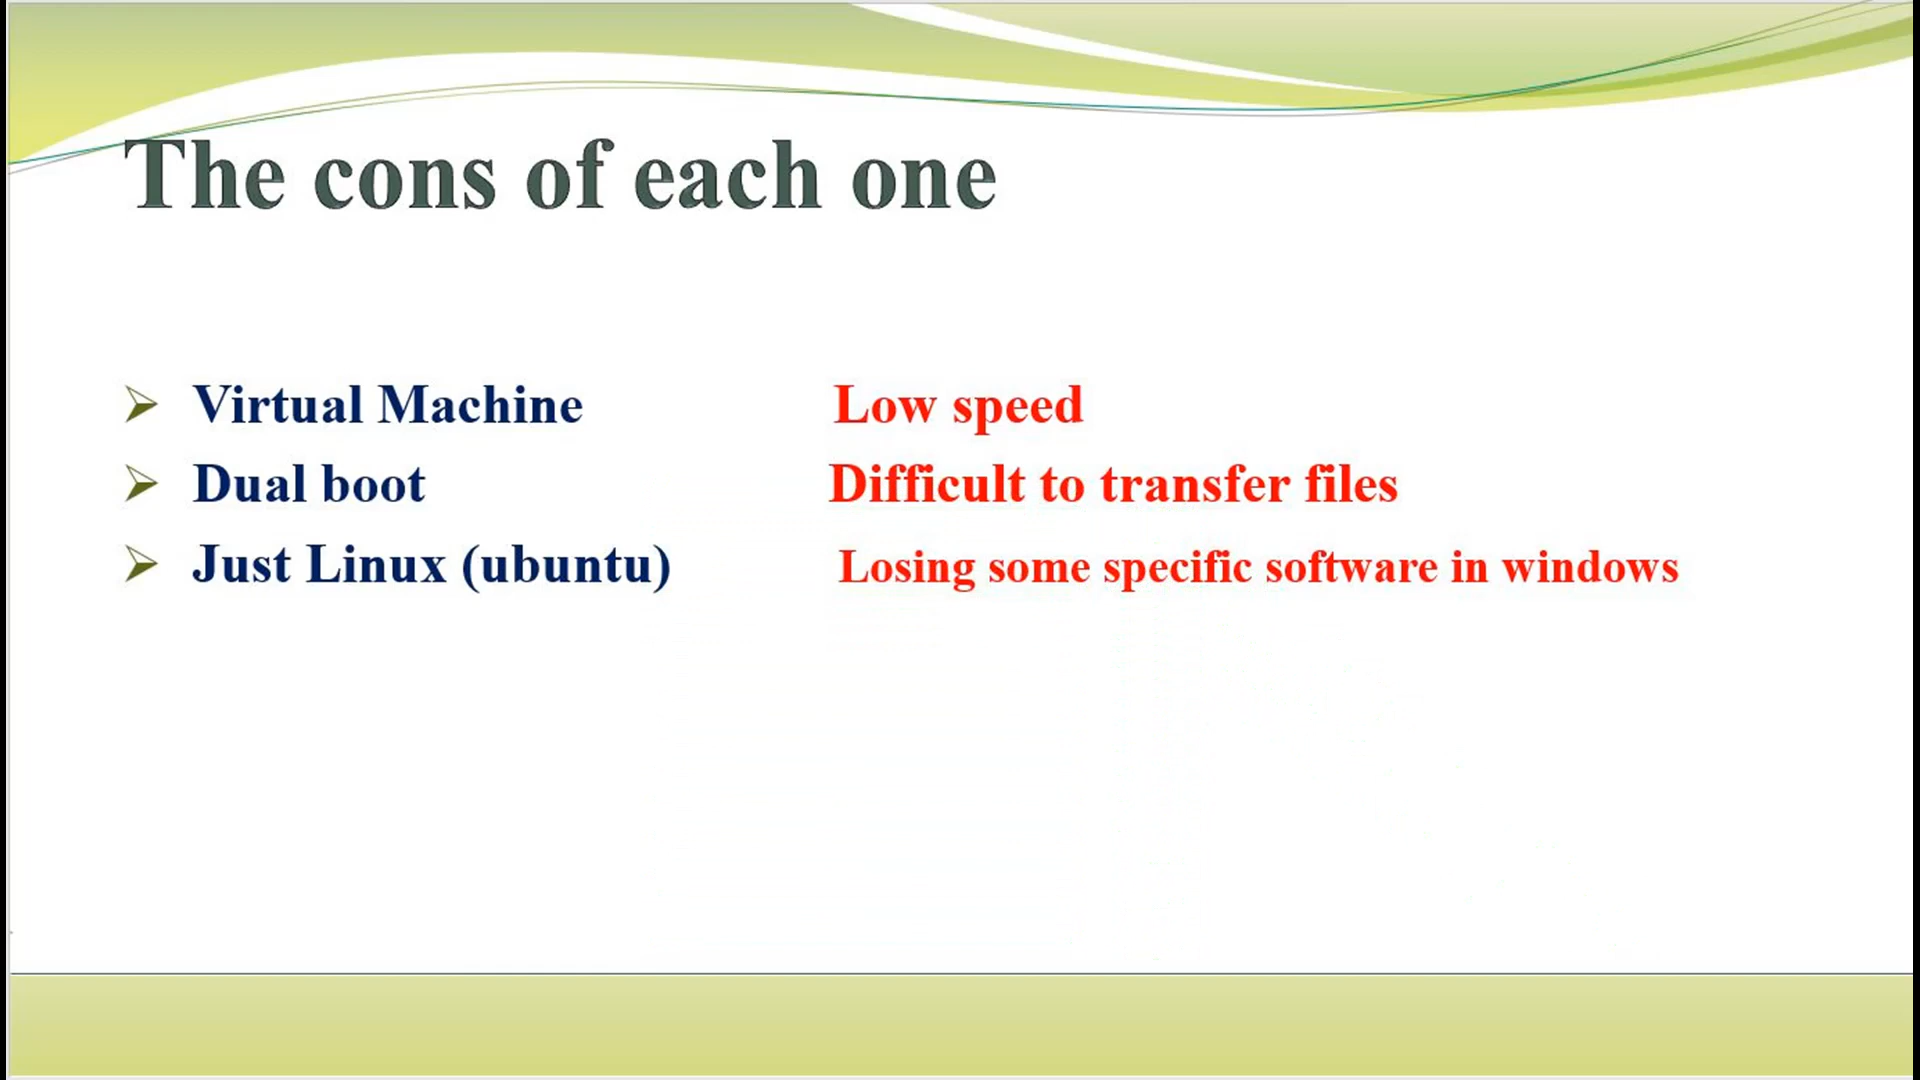 The cons of each one
Virtual Machine Low speed
Dual boot Difficult to transfer files
Just Linux (ubuntu) Losing some specific software in windows